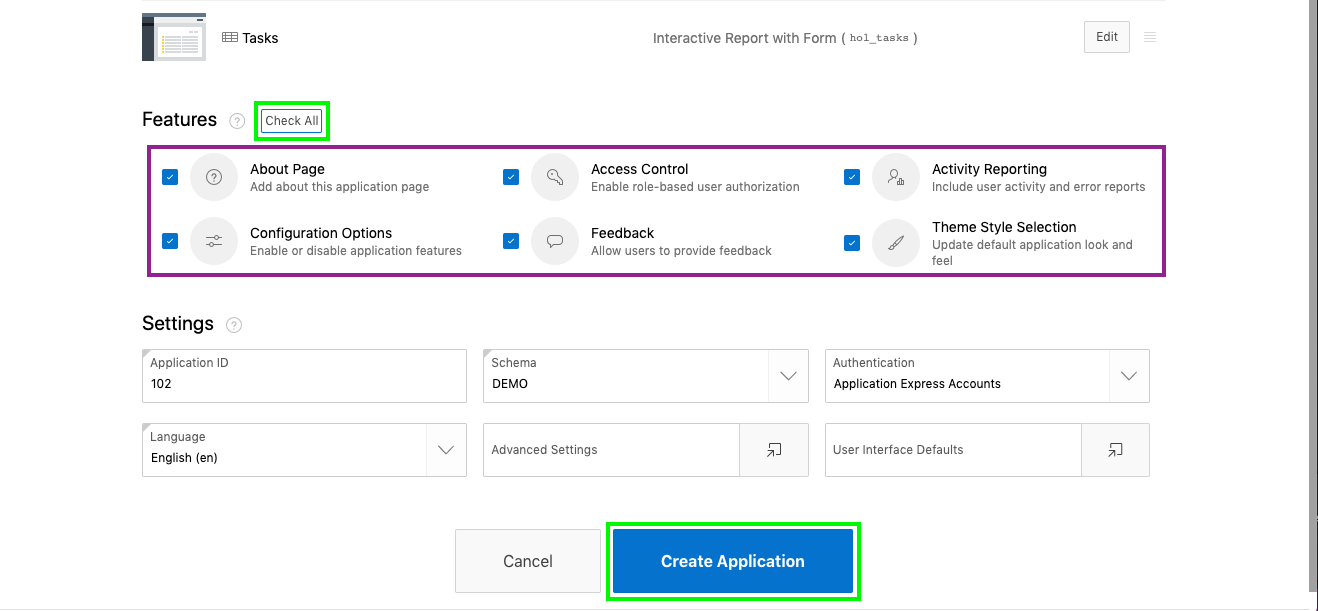 Tasks
Interactive Report with Form ( hol_tasks )
Edit
Features ?
Check All
About Page
Add about this application page
Access Control
Enable role-based user authorization
Activity Reporting
Include user activity and error reports
Configuration Options
Enable or disable application features
Feedback
Allow users to provide feedback
Theme Style Selection
Update default application look and
feel
Settings ?
Application ID
102
Schema
DEMO
Authentication
Application Express Accounts
Language
English (en)
Advanced Settings
User Interface Defaults
Cancel
Create Application